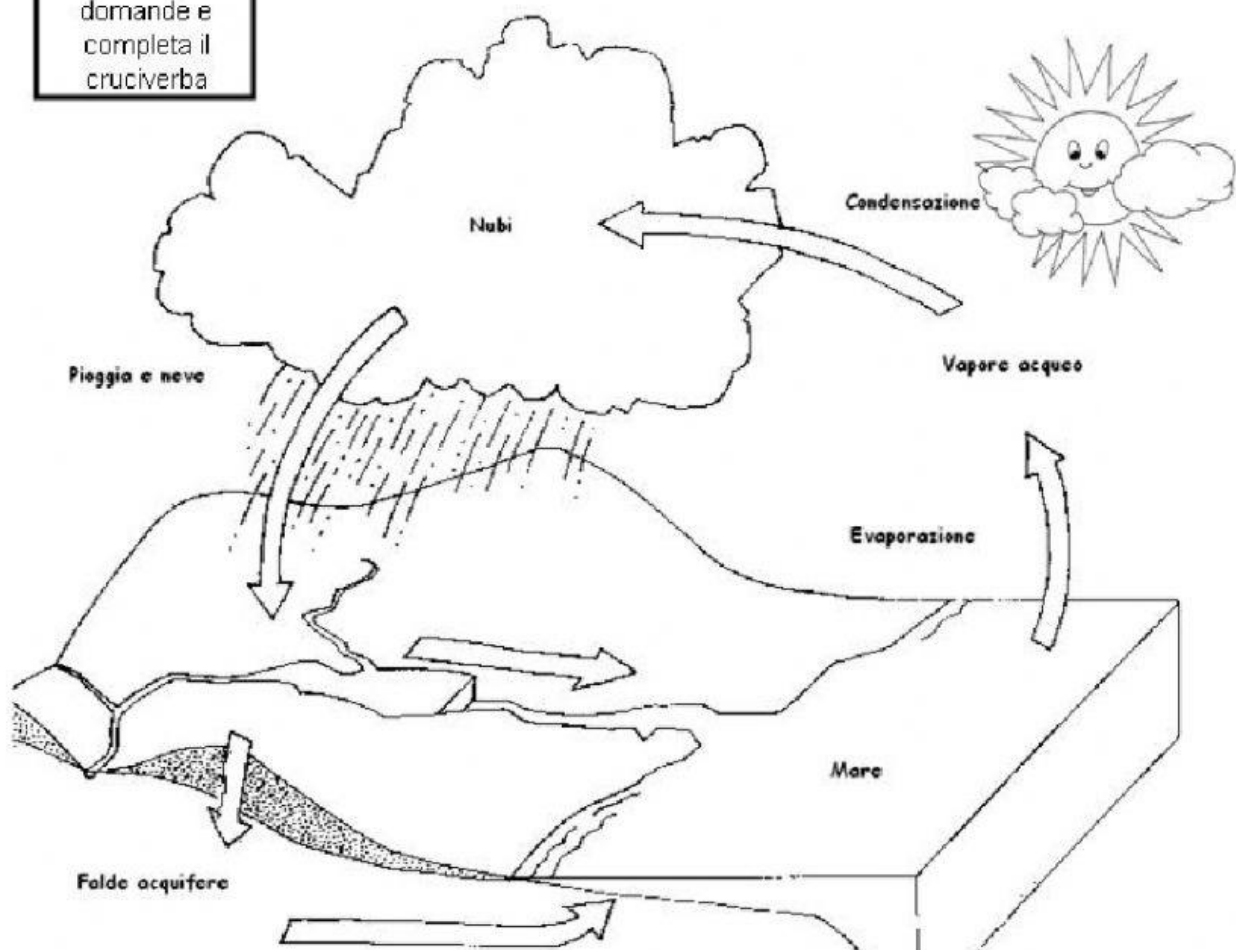 domande e
completa il
cruciverba
Condensazione
Nubi
Pioggia e neve
Vapore acqueo
Evaporazione
Mare
Falde acquifere